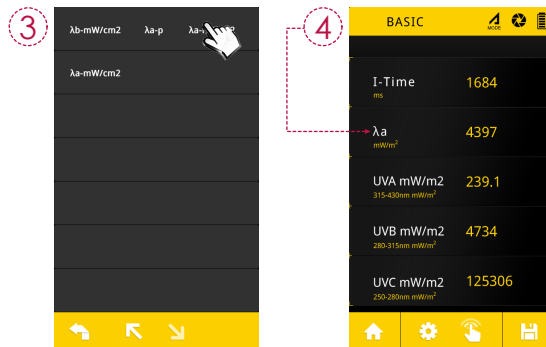 3
λb-mW/cm2 λa-p
λa-mW/cm2
4
BASIC
MODE
I-Time 1684
ms
λa 4397
mW/m²
UVA mW/m2 239.1
315-430nm mW/m²
UVB mW/m2 4734
280-315nm mW/m²
UVC mW/m2 125306
250-280nm mW/m²